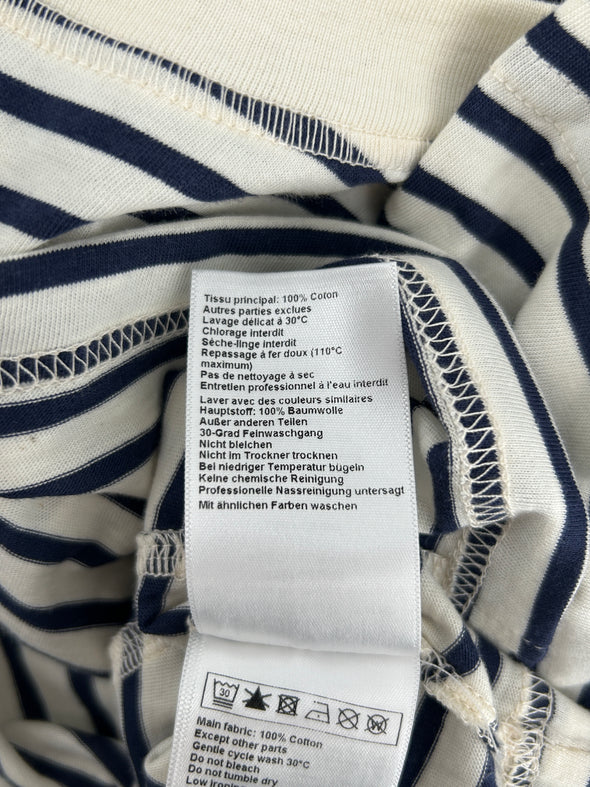 Tissu principal: 100% Coton
Autres parties exclues
Lavage délicat à 30°C
Chlorage interdit
Sèche-linge interdit
Repassage à fer doux (110°C
maximum)
Pas de nettoyage à sec
Entretien professionnel à l'eau interdit
Laver avec des couleurs similaires
Hauptstoff: 100% Baumwolle
Außer anderen Teilen
30-Grad Feinwaschgang
Nicht bleichen
Nicht im Trockner trocknen
Bei niedriger Temperatur bügeln
Keine chemische Reinigung
Professionelle Nassreinigung untersagt
Mit ähnlichen Farben waschen
30
Main fabric: 100% Cotton
Except other parts
Gentle cycle wash 30°C
Do not bleach
Do not tumble dry
Low ironing